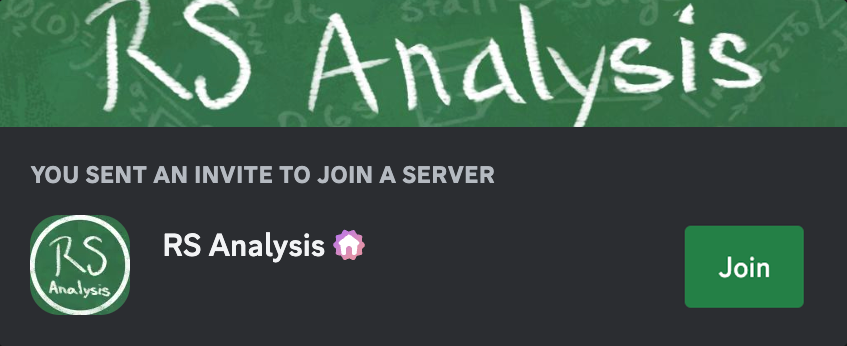 RS Analysis
YOU SENT AN INVITE TO JOIN A SERVER
RS
Analysis
RS Analysis
Join